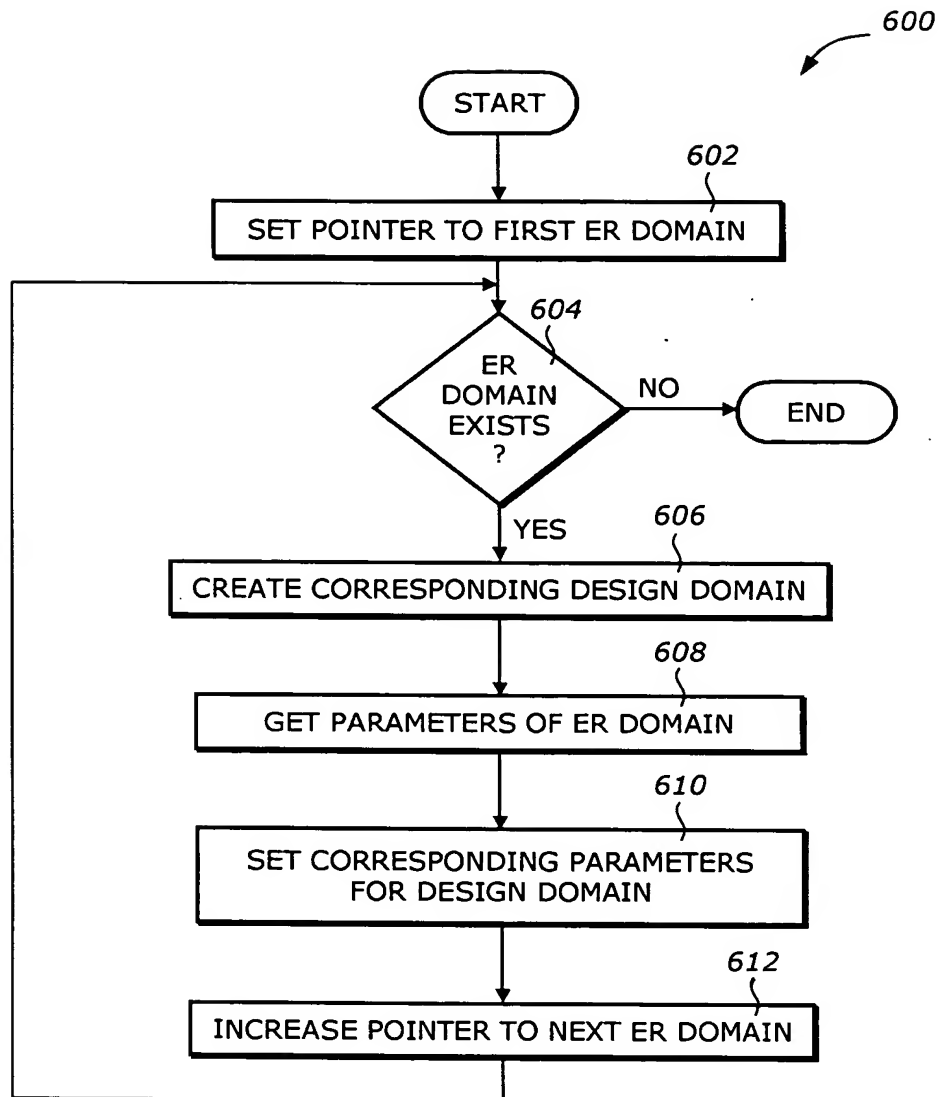 600
START
602
SET POINTER TO FIRST ER DOMAIN
604
ER
DOMAIN
EXISTS
?
NO
END
YES
606
CREATE CORRESPONDING DESIGN DOMAIN
608
GET PARAMETERS OF ER DOMAIN
610
SET CORRESPONDING PARAMETERS
FOR DESIGN DOMAIN
612
INCREASE POINTER TO NEXT ER DOMAIN